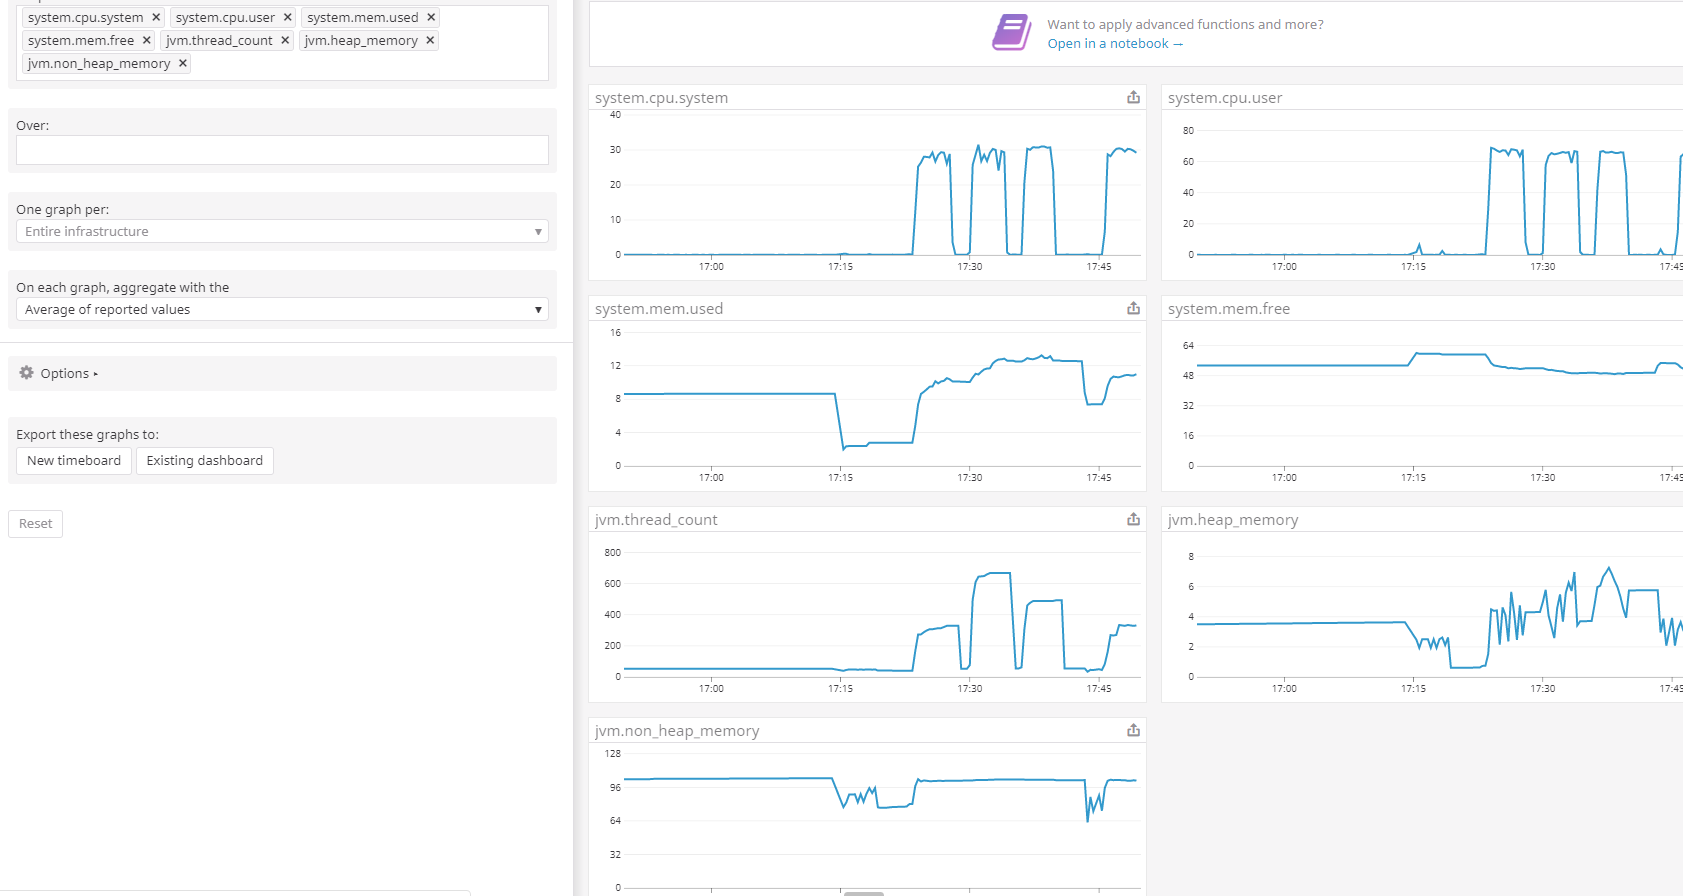 system.cpu.system × system.cpu.user × system.mem.used ×
system.mem.free × jvm.thread_count × jvm.heap_memory ×
jvm.non_heap_memory ×
Over:
One graph per:
Entire infrastructure
On each graph, aggregate with the
Average of reported values
Options
Export these graphs to:
New timeboard Existing dashboard
Reset
Want to apply advanced functions and more?
Open in a notebook →
system.cpu.system
40
30
20
10
0
17:00 17:15 17:30 17:45
system.cpu.user
80
60
40
20
0
17:00 17:15 17:30 17:45
system.mem.used
16
12
8
4
0
17:00 17:15 17:30 17:45
system.mem.free
64
48
32
16
0
17:00 17:15 17:30 17:45
jvm.thread_count
800
600
400
200
0
17:00 17:15 17:30 17:45
jvm.heap_memory
8
6
4
2
0
17:00 17:15 17:30 17:45
jvm.non_heap_memory
128
96
64
32
0